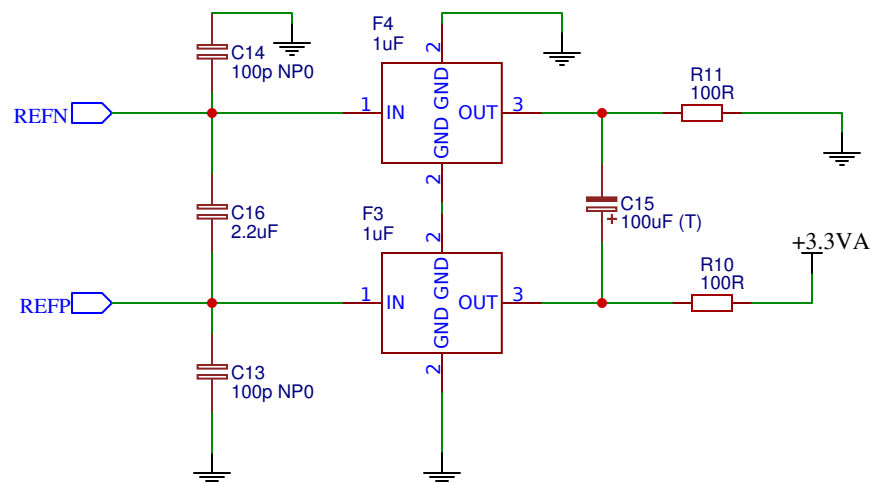 C14
100p NP0
F4
1uF
2
GND
R11
100R
REFN
1
IN
OUT
3
GND
2
C16
2.2uF
F3
1uF
2
GND
C15
+
100uF (T)
+3.3VA
R10
100R
REFP
1
IN
OUT
3
GND
2
C13
100p NP0